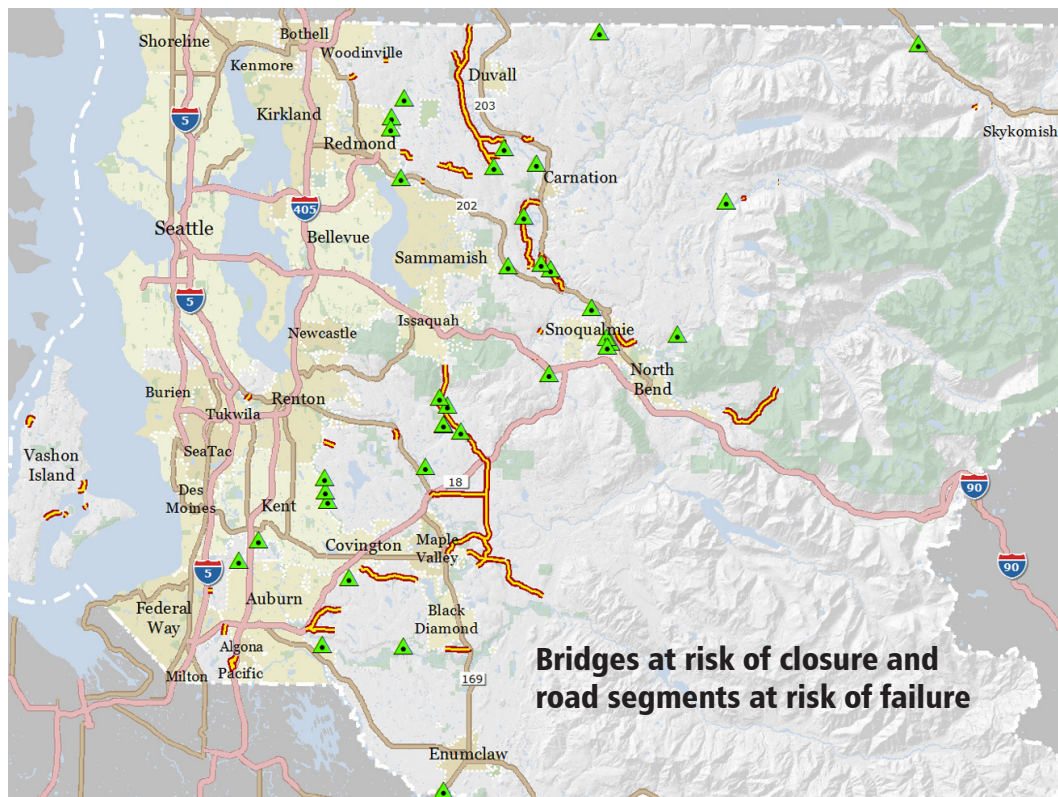 Shoreline
Bothell
Woodinville
Kenmore
Duvall
203
5
Kirkland
Redmond
Skykomish
Carnation
405
202
Seattle
Bellevue
Sammamish
5
Issaquah
Snoqualmie
Newcastle
North
Bend
Burien
Renton
Tukwila
SeaTac
Vashon
Island
18
90
Des
Moines
Kent
Covington
Maple
Valley
90
5
Federal
Way
Auburn
Black
Diamond
Algona
Pacific
Milton
169
Bridges at risk of closure and
road segments at risk of failure
Enumclaw